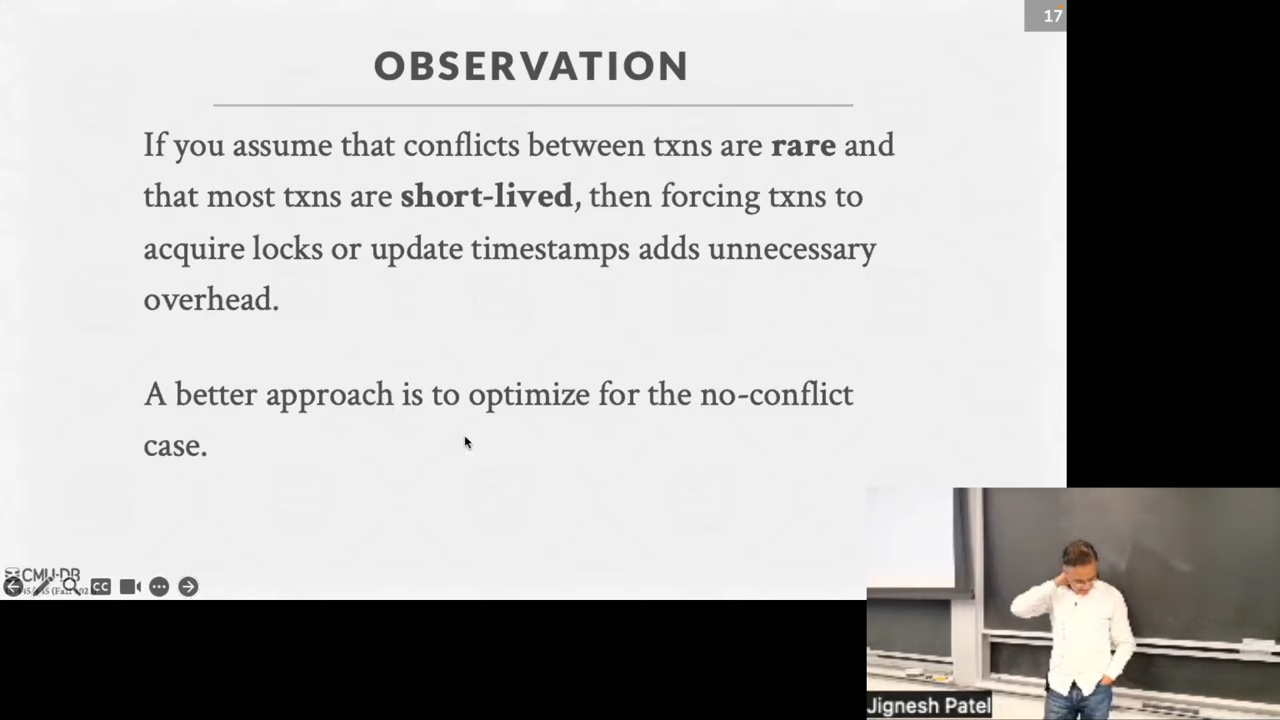 17
OBSERVATION
If you assume that conflicts between txns are rare and
that most txns are short-lived, then forcing txns to
acquire locks or update timestamps adds unnecessary
overhead.
A better approach is to optimize for the no-conflict
case.
CMU-DB
CC
Jignesh Patel